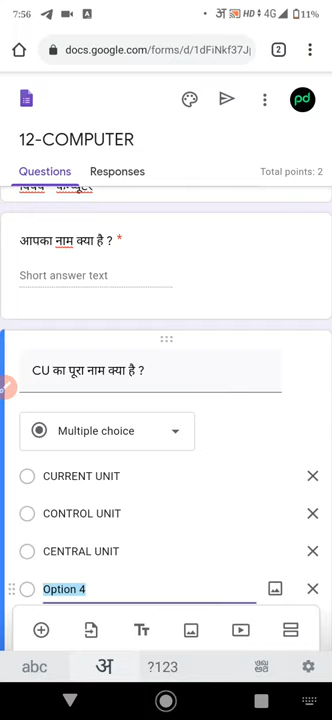 7:56
अ HD 4G 11%
docs.google.com/forms/d/1dFiNkf37J
2
pd
12-COMPUTER
Questions Responses Total points: 2
आपका नाम क्या है ? *
Short answer text
CU का पूरा नाम क्या है ?
Multiple choice
CURRENT UNIT
CONTROL UNIT
CENTRAL UNIT
Option 4
Tт
abc अ ?123